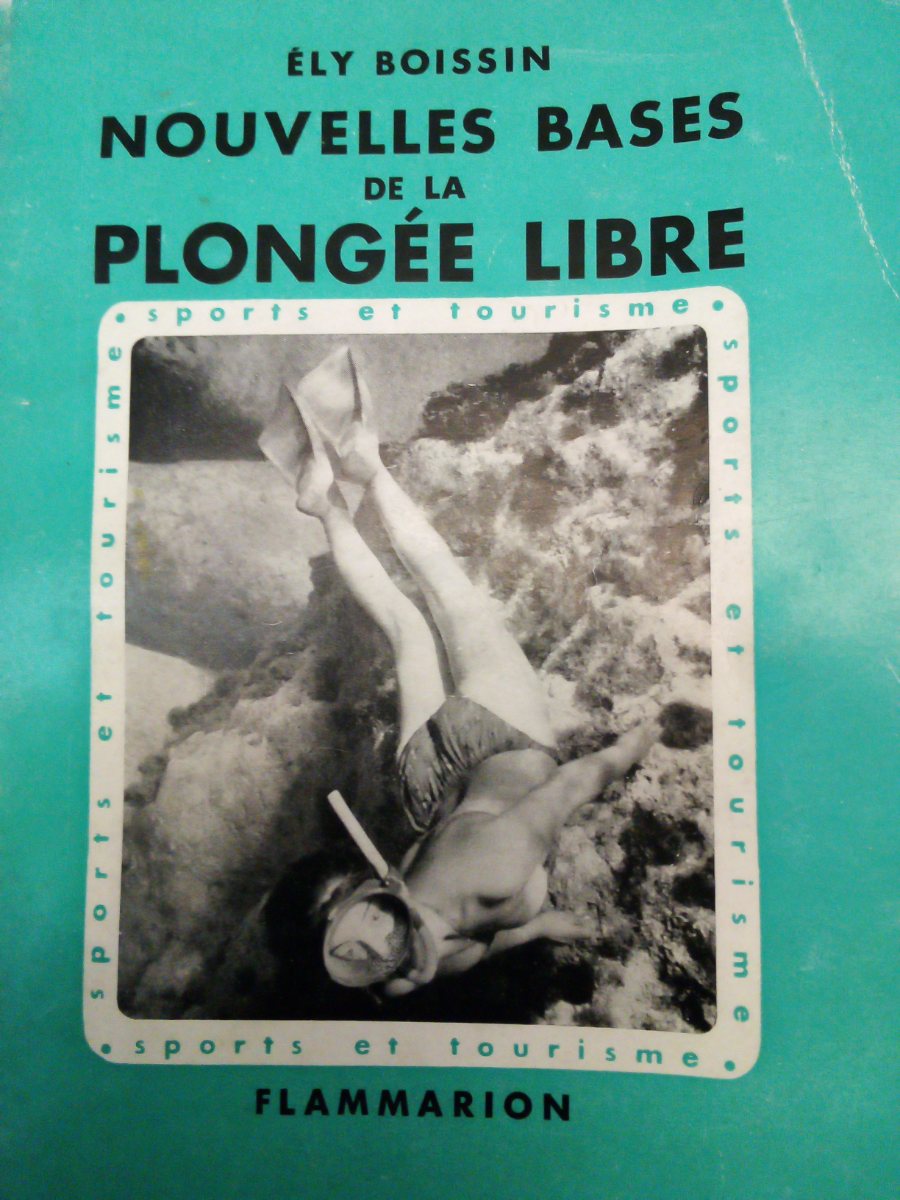 ÉLY BOISSIN
NOUVELLES BASES
DE LA
PLONGÉE LIBRE
• sports et tourisme •
sports et tourisme
sports et tourisme
• sports et tourisme •
FLAMMARION